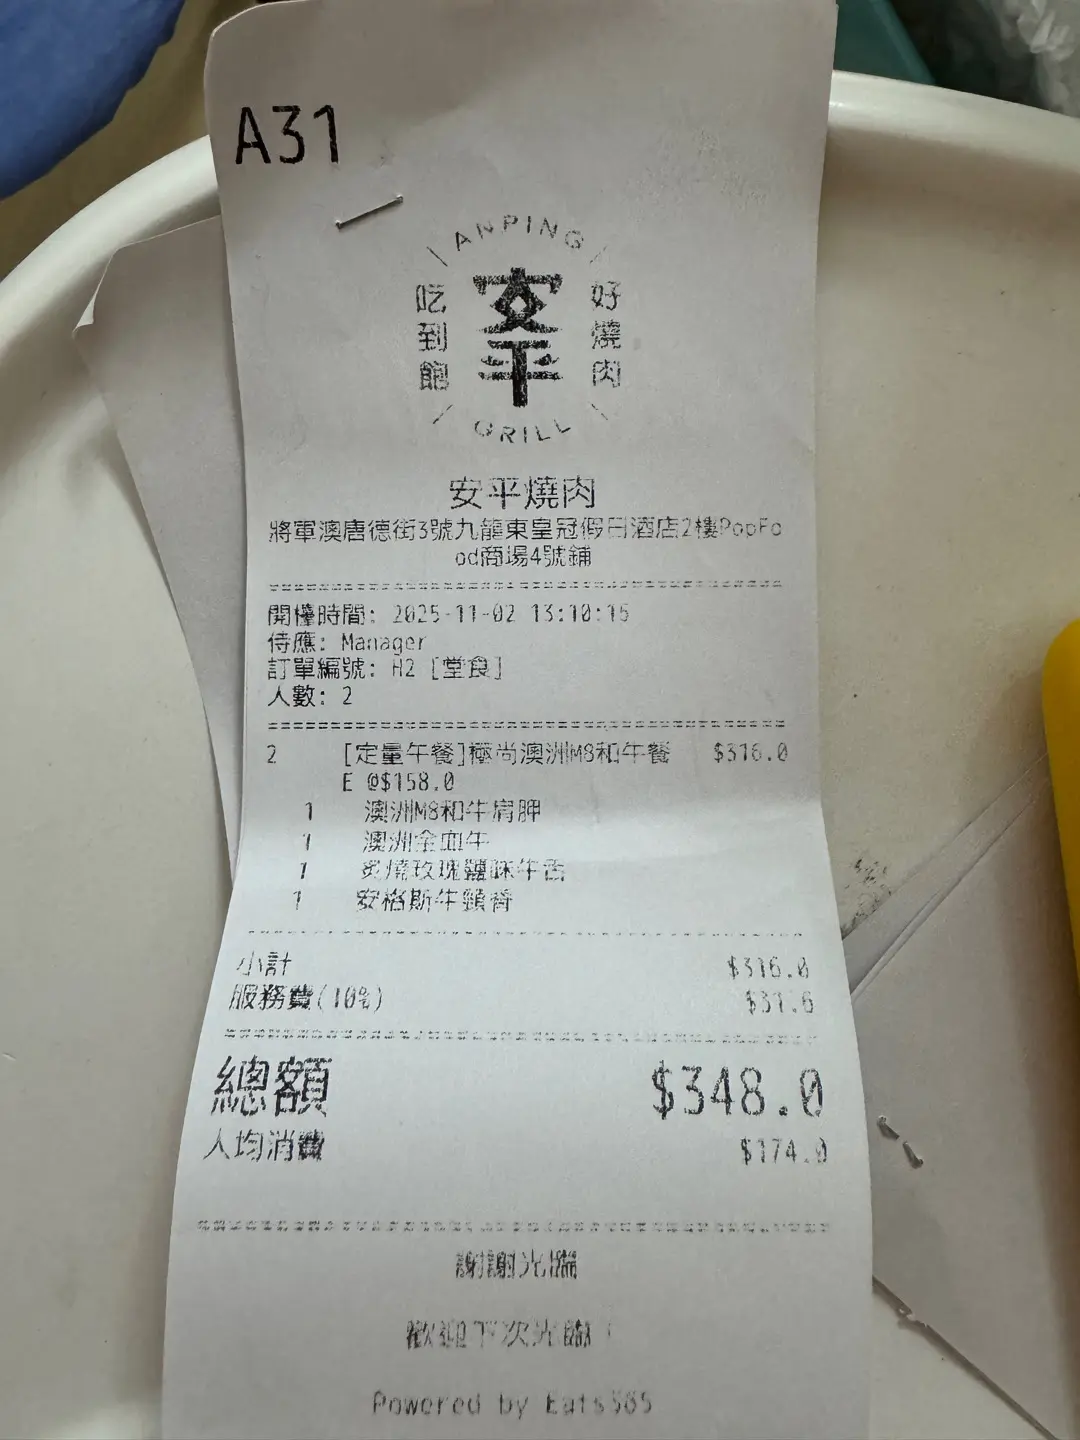 A31
ANPING
吃到飽
好燒肉
安平
GRILL
安平燒肉
將軍澳唐德街3號九龍東皇冠假日酒店2樓PopFo
od商場4號鋪
開檯時間: 2025-11-02 13:10:15
侍應: Manager
訂單編號: H2 [堂食]
人數: 2
2 [定量午餐]極尚澳洲M8和牛餐 $316.0
E @$158.0
1 澳洲M8和牛肩胛
1 澳洲全血牛
1 炙燒玫瑰鹽味牛舌
1 安格斯牛頸脊
小計 $316.0
服務費(10%) $31.6
總額 $348.0
人均消費 $174.0
謝謝光臨
歡迎下次光臨!
Powered by Eats365